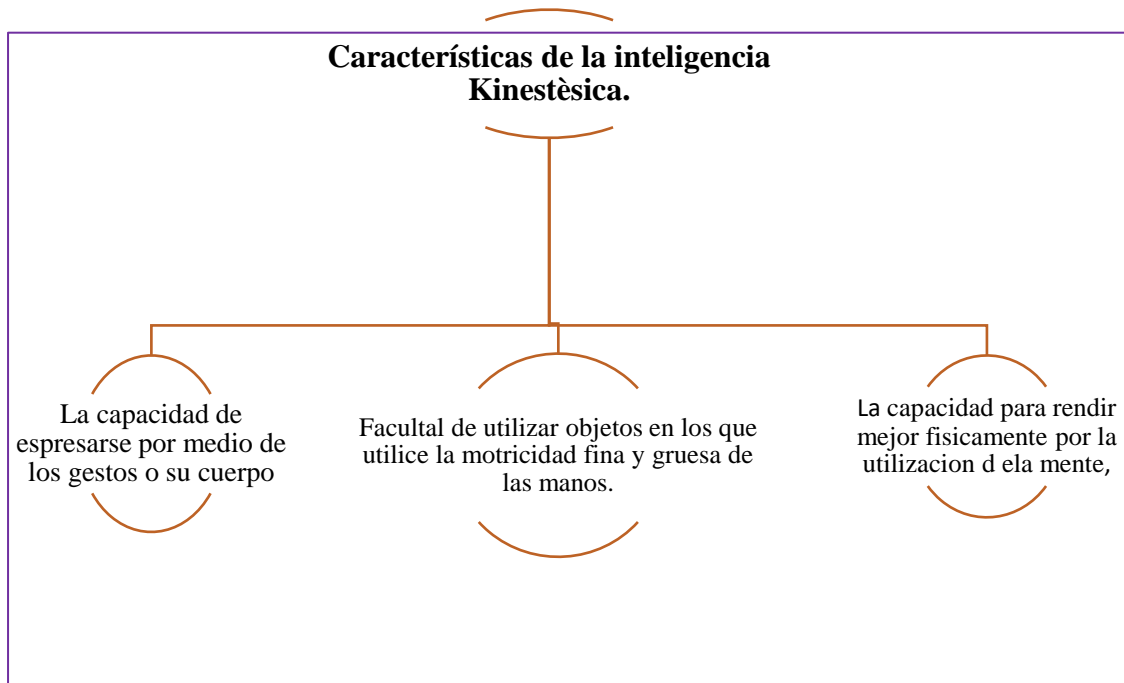 Característícas de la inteligencia
Kinestèsica.
La capacidad de
espresarse por medio de
los gestos o su cuerpo
Facultal de utilizar objetos en los que
utilice la motricidad fina y gruesa de
las manos.
La capacidad para rendir
mejor fisicamente por la
utilizacion d ela mente,